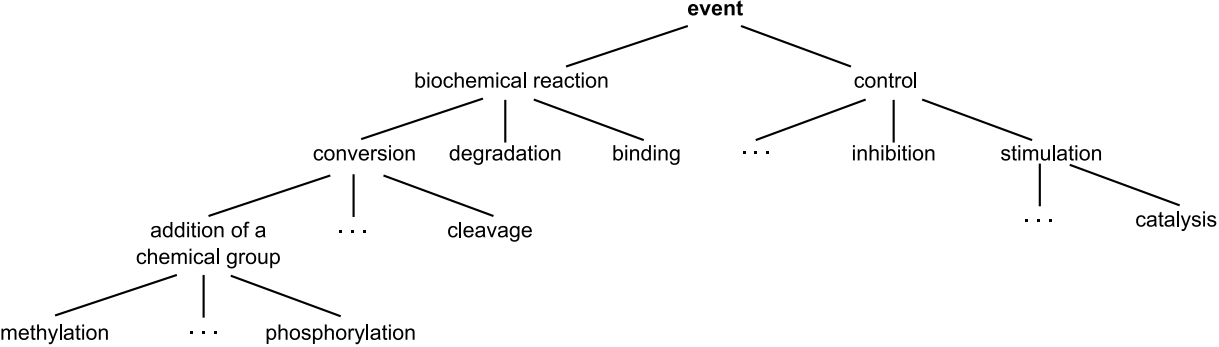 event
biochemical reaction control
conversion degradation binding ... inhibition stimulation
addition of a
chemical group
... cleavage ... catalysis
methylation ... phosphorylation